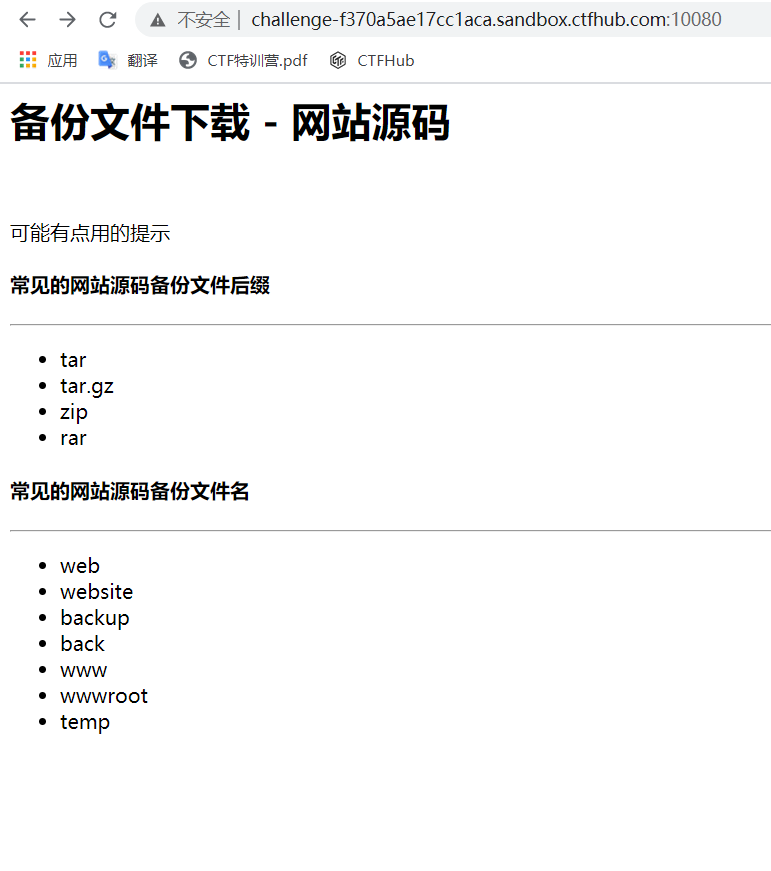 不安全 | challenge-f370a5ae17cc1aca.sandbox.ctfhub.com:10080
应用 翻译 CTF特训营.pdf CTFHub
备份文件下载 - 网站源码
可能有点用的提示
常见的网站源码备份文件后缀
tar
tar.gz
zip
rar
常见的网站源码备份文件名
web
website
backup
back
www
wwwroot
temp